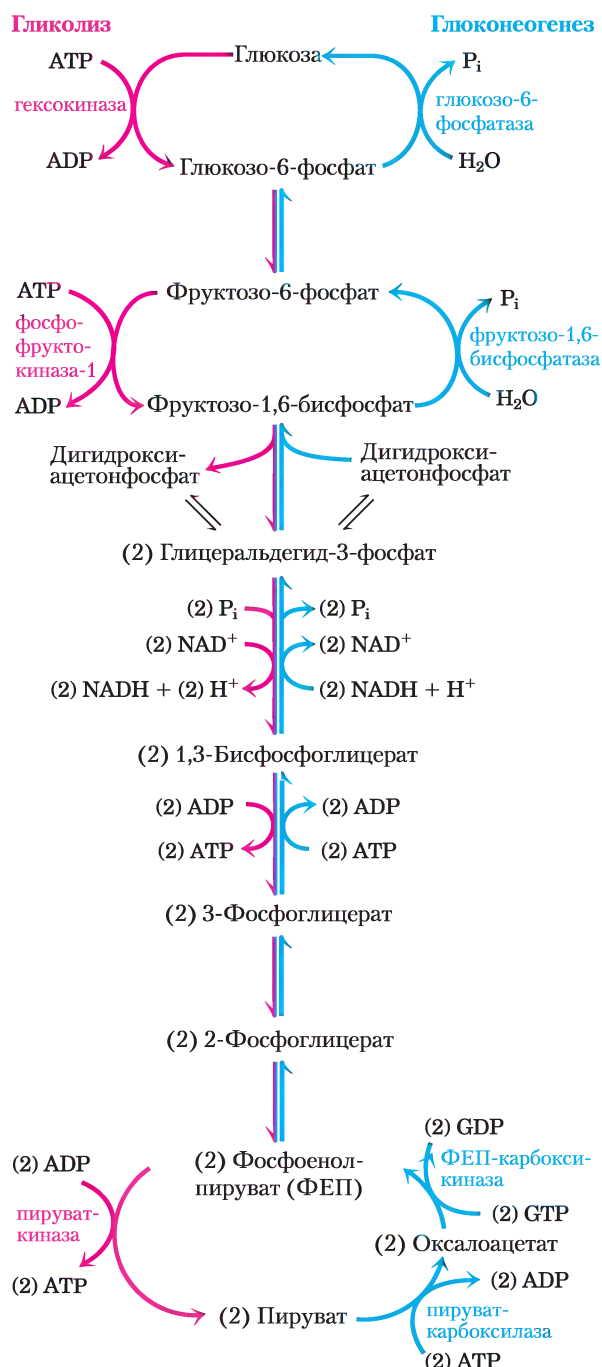 Гликолиз
Глюконеогенез
ATP
Глюкоза
Pi
гексокиназа
глюкозо-6-
фосфатаза
ADP
Глюкозо-6-фосфат
H2O
ATP
Фруктозо-6-фосфат
Pi
фосфо-
фрукто-
киназа-1
фруктозо-1,6-
бисфосфатаза
ADP
Фруктозо-1,6-бисфосфат
H2O
Дигидрокси-
ацетонфосфат
Дигидрокси-
ацетонфосфат
(2) Глицеральдегид-3-фосфат
(2) Pi
(2) Pi
(2) NAD+
(2) NAD+
(2) NADH + (2) H+
(2) NADH + H+
(2) 1,3-Бисфосфоглицерат
(2) ADP
(2) ADP
(2) ATP
(2) ATP
(2) 3-Фосфоглицерат
(2) 2-Фосфоглицерат
(2) GDP
(2) ADP
(2) Фосфоенол-
пируват (ФЕП)
ФЕП-карбокси-
киназа
пируват-
киназа
(2) GTP
(2) Оксалоацетат
(2) ATP
(2) ADP
(2) Пируват
пируват-
карбоксилаза
(2) ATP